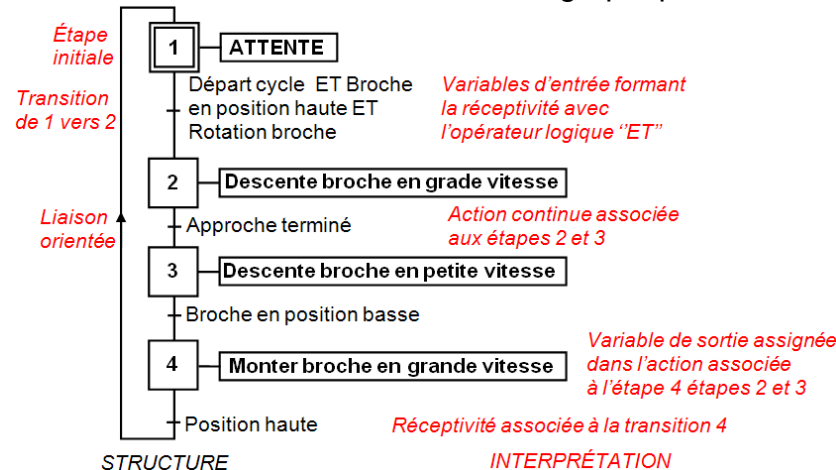 Étape
initiale
1
ATTENTE
Transition
de 1 vers 2
Départ cycle ET Broche
en position haute ET
Rotation broche
Variables d'entrée formant
la réceptivité avec
l'opérateur logique ‘'ET’'
2
Descente broche en grade vitesse
Liaison
orientée
Approche terminé
Action continue associée
aux étapes 2 et 3
3
Descente broche en petite vitesse
Broche en position basse
4
Monter broche en grande vitesse
Variable de sortie assignée
dans l'action associée
à l'étape 4 étapes 2 et 3
Position haute
Réceptivité associée à la transition 4
STRUCTURE
INTERPRÉTATION